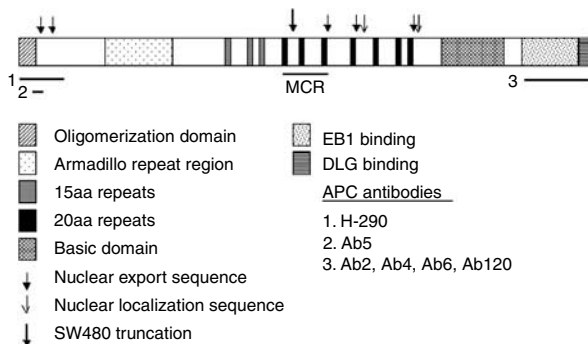 1
2
MCR
3
Oligomerization domain
Armadillo repeat region
15aa repeats
20aa repeats
Basic domain
Nuclear export sequence
Nuclear localization sequence
SW480 truncation
EB1 binding
DLG binding
APC antibodies
1. H-290
2. Ab5
3. Ab2, Ab4, Ab6, Ab120